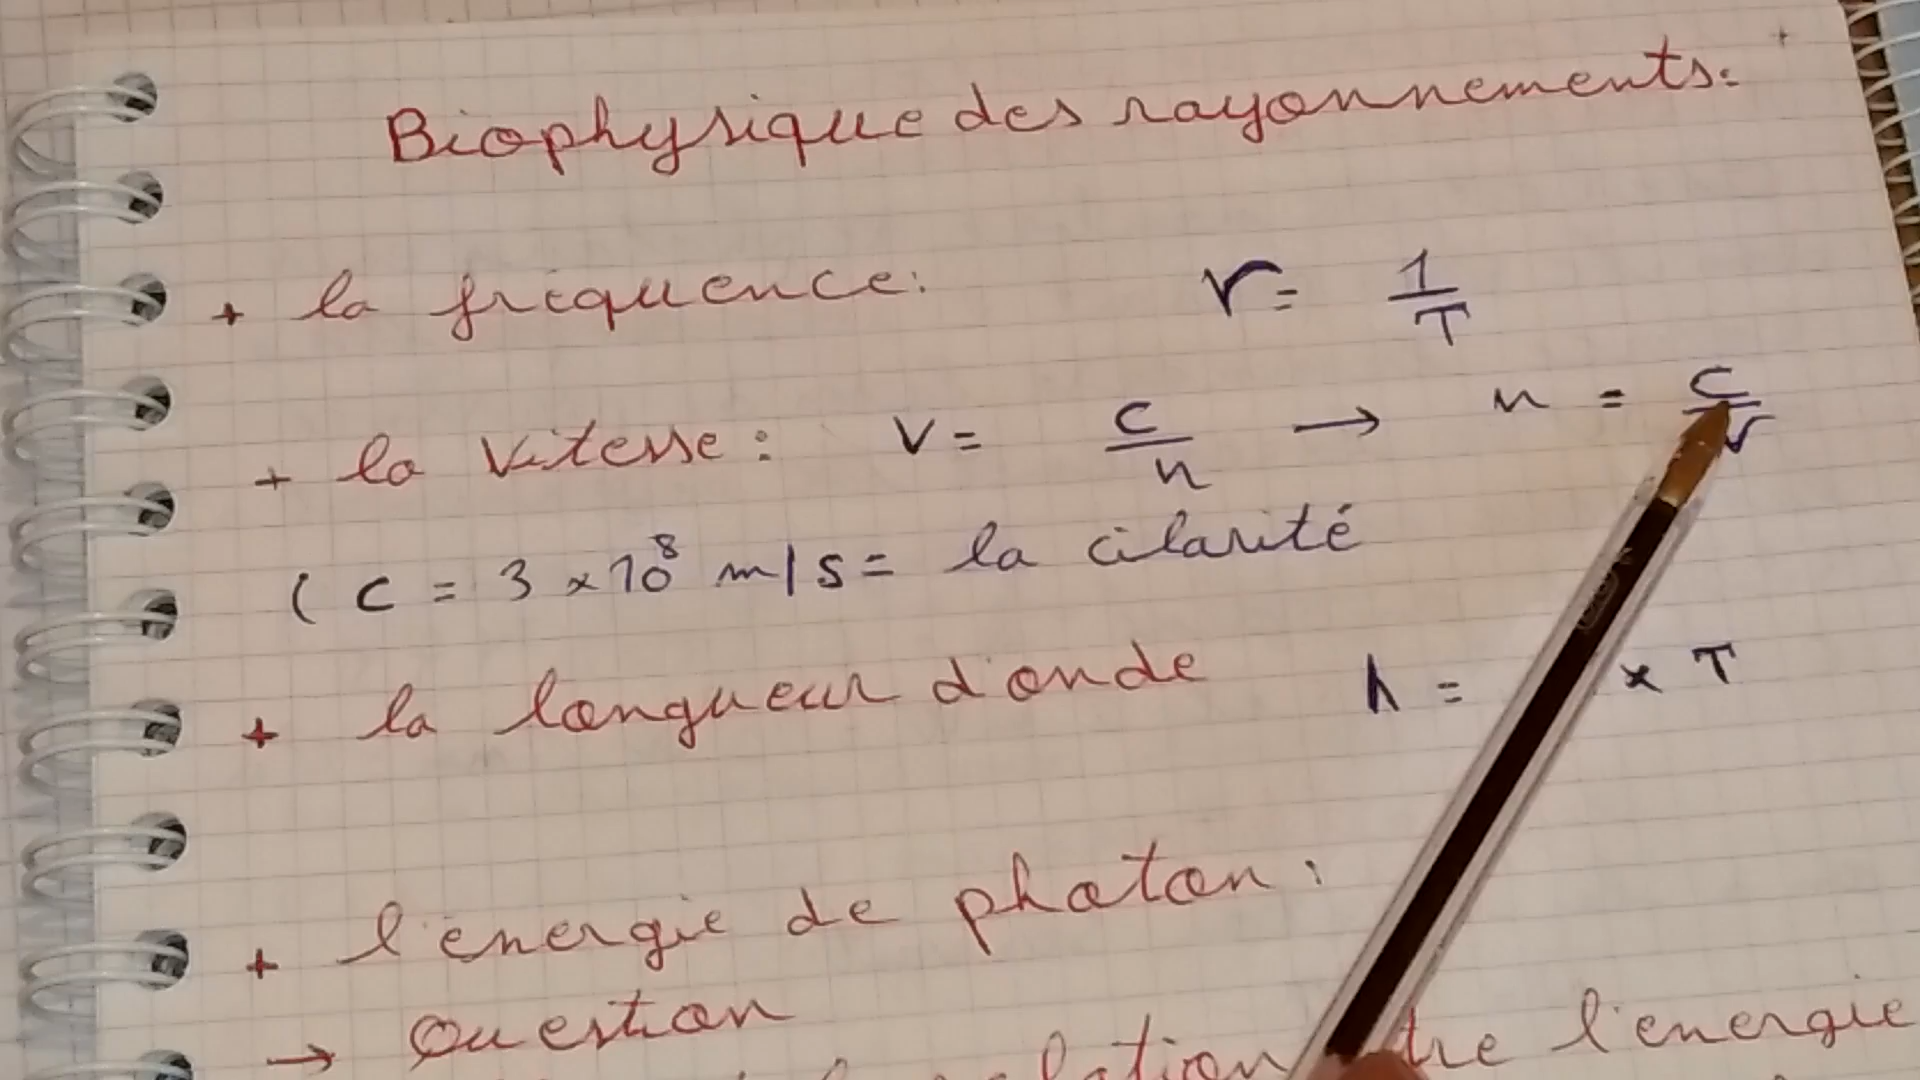 Biophysique des rayonnements:
+ la fréquence: ν = 1/T
+ la vitesse: V = c/n → n = c/v
( c = 3 × 10⁸ m/s = la cilarité
+ la longueur d'onde λ = × T
+ l'energie de photon:
→ Question
l'energie